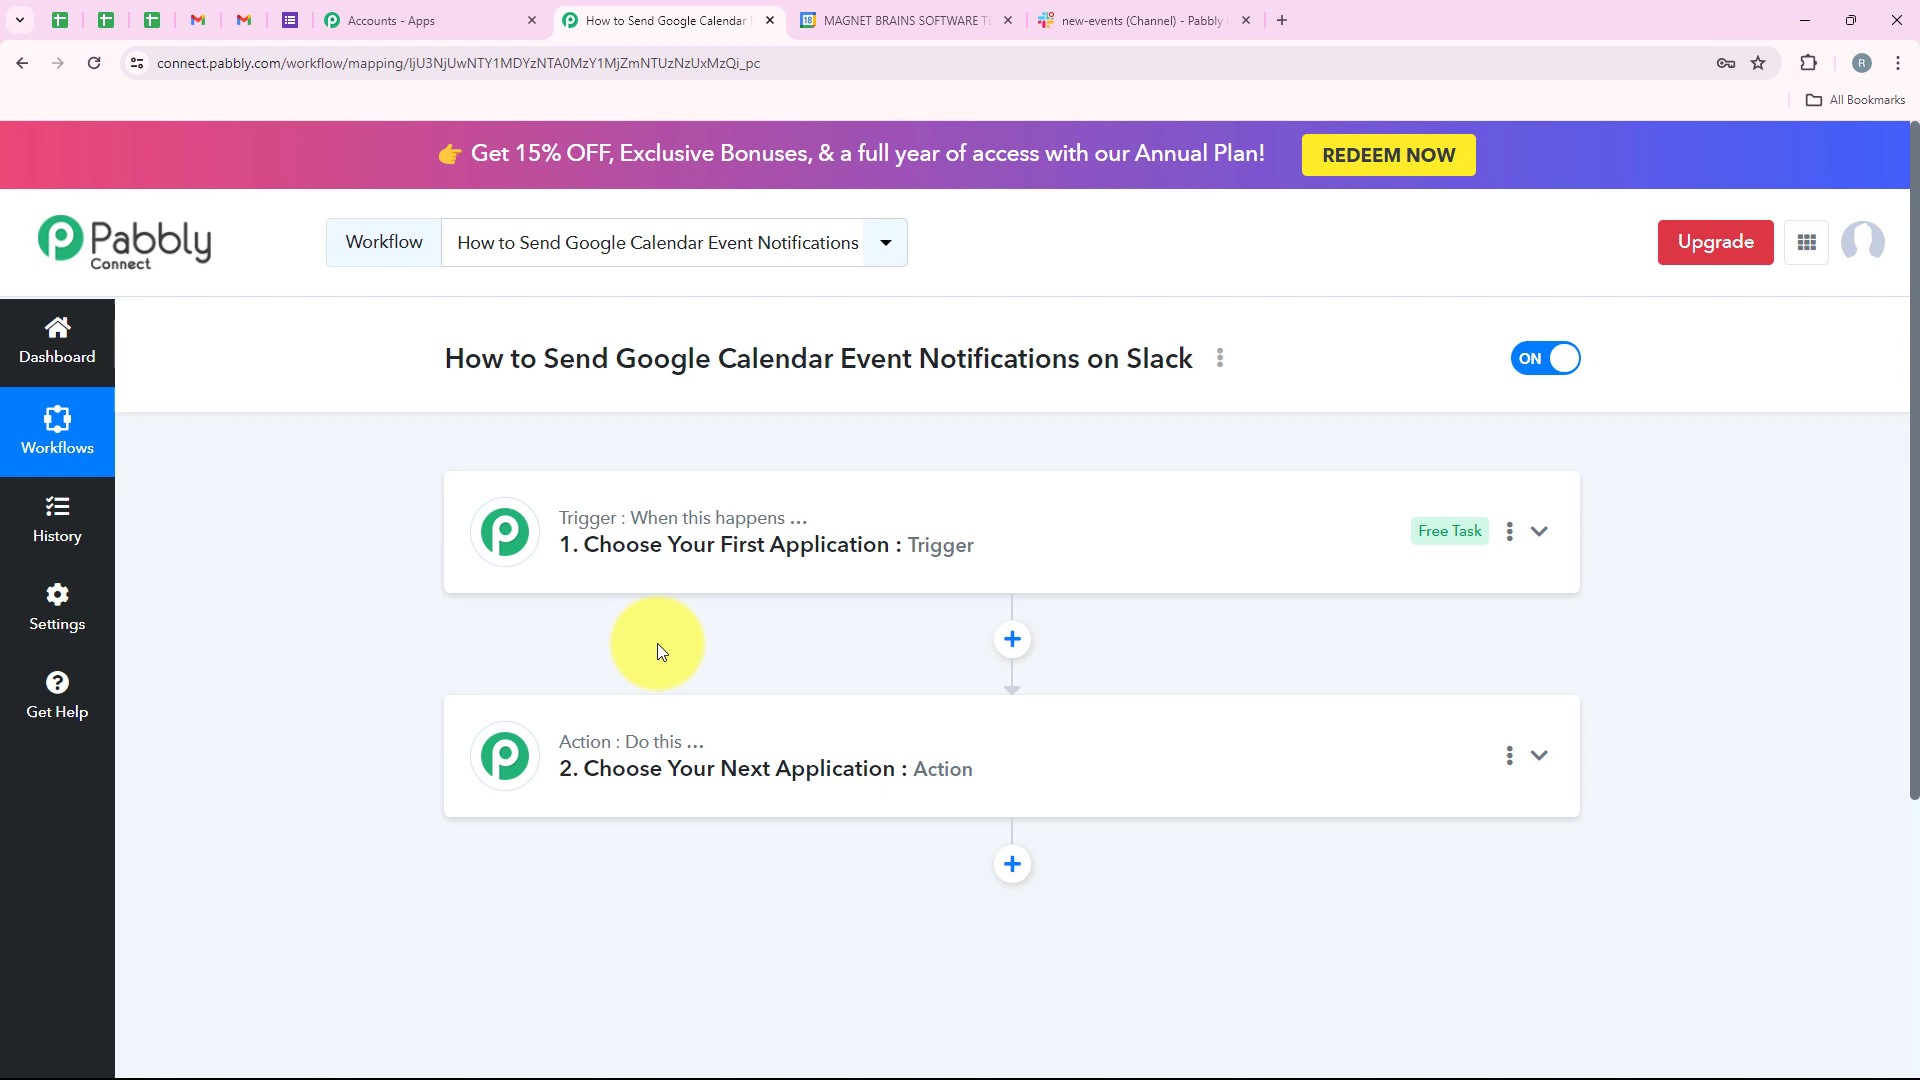 Accounts - Apps
How to Send Google Calendar
MAGNET BRAINS SOFTWARE
new-events (Channel) - Pabbly
connect.pabbly.com/workflow/mapping/IjU3NjUwNTY1MDYzNTA0MzY1MjZmNTUzNzUxMzQi_pc
R
All Bookmarks
👉 Get 15% OFF, Exclusive Bonuses, & a full year of access with our Annual Plan!
REDEEM NOW
Pabbly
Connect
Workflow
How to Send Google Calendar Event Notifications
Upgrade
Dashboard
Workflows
History
Settings
Get Help
How to Send Google Calendar Event Notifications on Slack
ON
Trigger : When this happens ...
1. Choose Your First Application : Trigger
Free Task
Action : Do this ...
2. Choose Your Next Application : Action